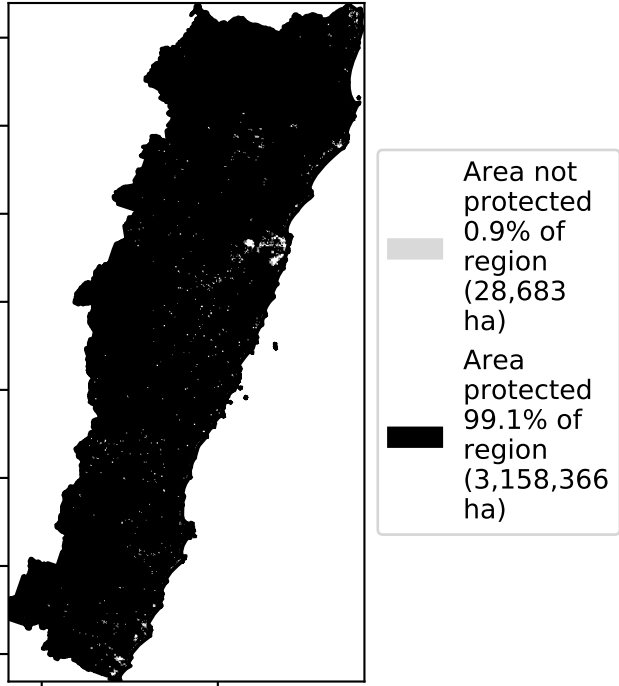 Area not
protected
0.9% of
region
(28,683
ha)
Area
protected
99.1% of
region
(3,158,366
ha)